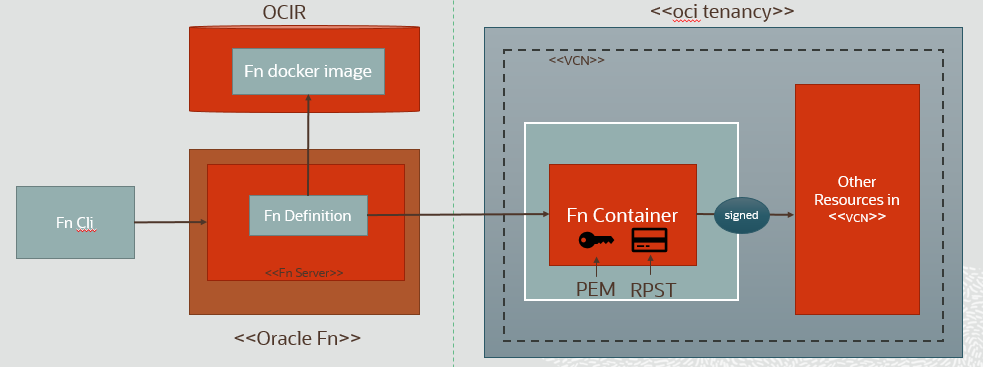 OCIR
<<oci tenancy>>
Fn docker image
<<VCN>>
Fn Cli
Fn Definition
<<Fn Server>>
<<Oracle Fn>>
Fn Container
PEM
RPST
signed
Other
Resources in
<<VCN>>